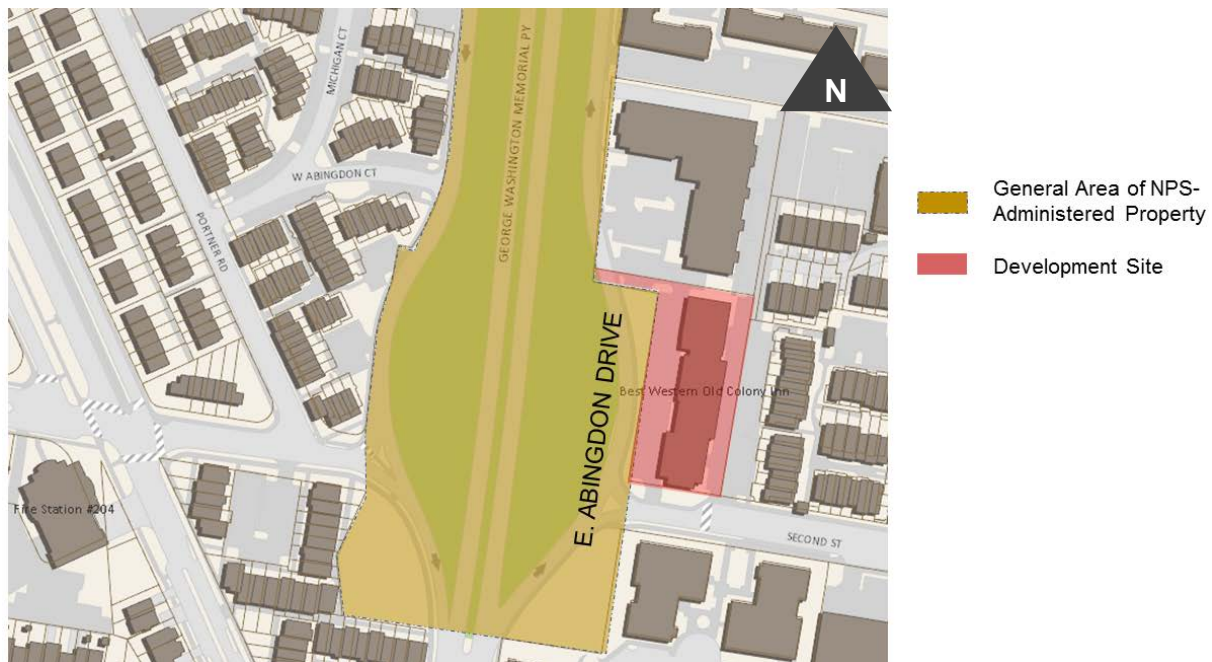 MICHIGAN CT
GEORGE WASHINGTON MEMORIAL PY
N
W ABINGDON CT
PORTNER RD
General Area of NPS-
Administered Property
Development Site
E. ABINGDON DRIVE
Best Western Old Colony Inn
Fire Station #204
SECOND ST